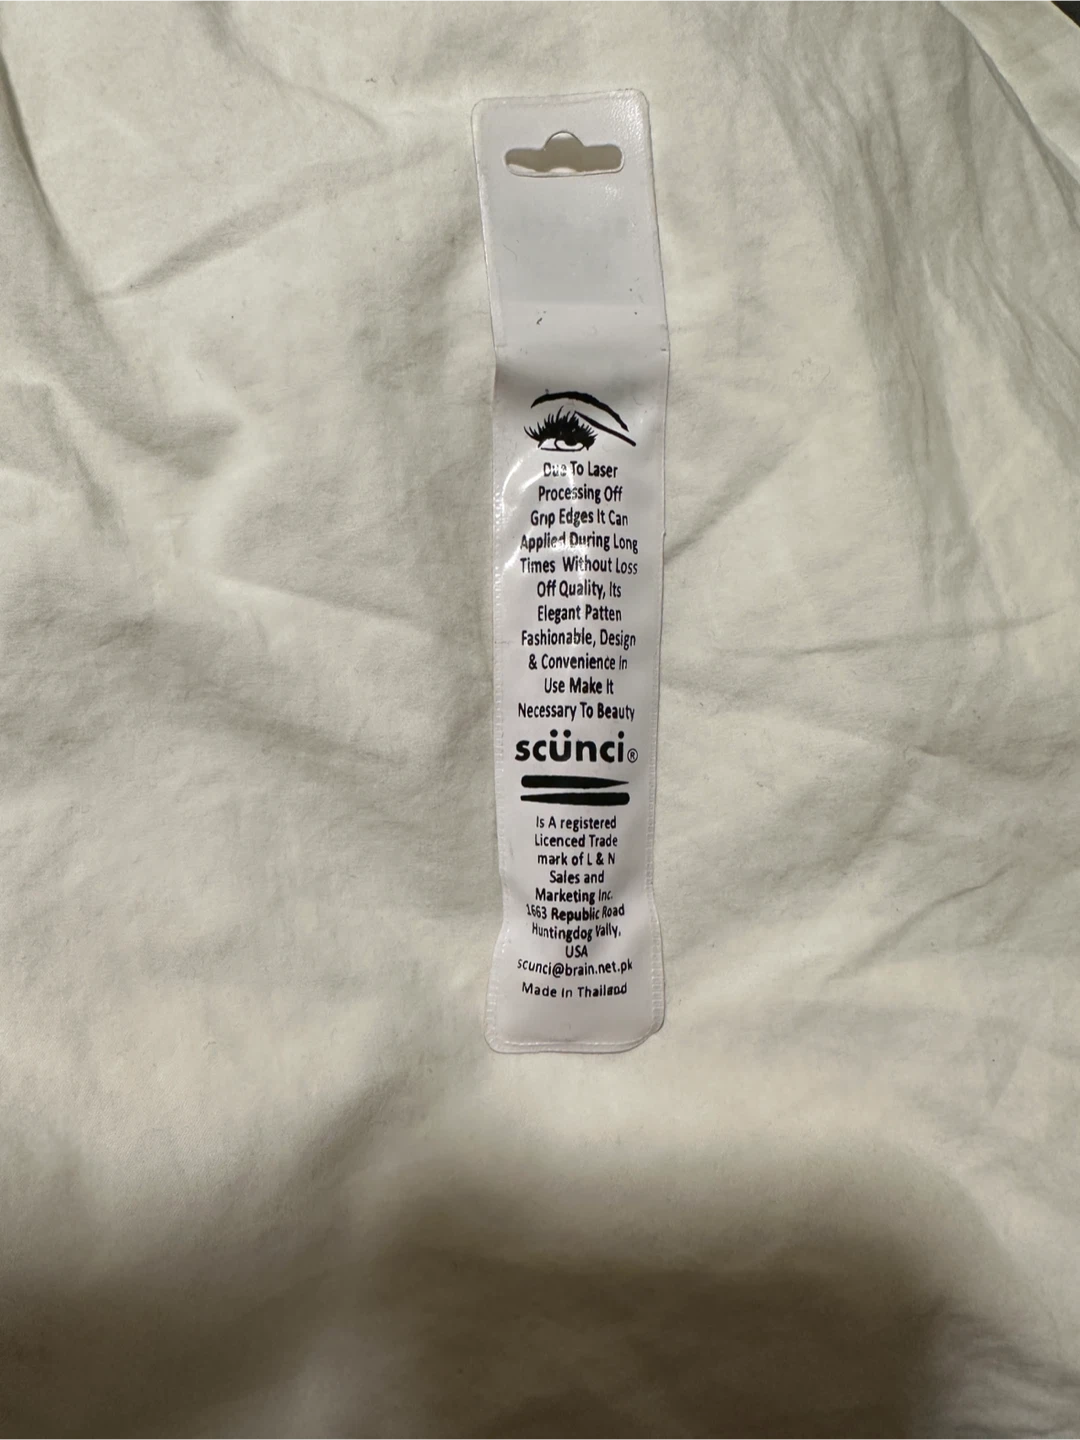 Due To Laser
Processing Off
Grip Edges It Can
Applied During Long
Times Without Loss
Off Quality, Its
Elegant Patten
Fashionable, Design
& Convenience In
Use Make It
Necessary To Beauty
scünci®
Is A registered
Licenced Trade
mark of L & N
Sales and
Marketing Inc.
1663 Republic Road
Huntingdog Vally,
USA
scunci@brain.net.pk
Made In Thailand